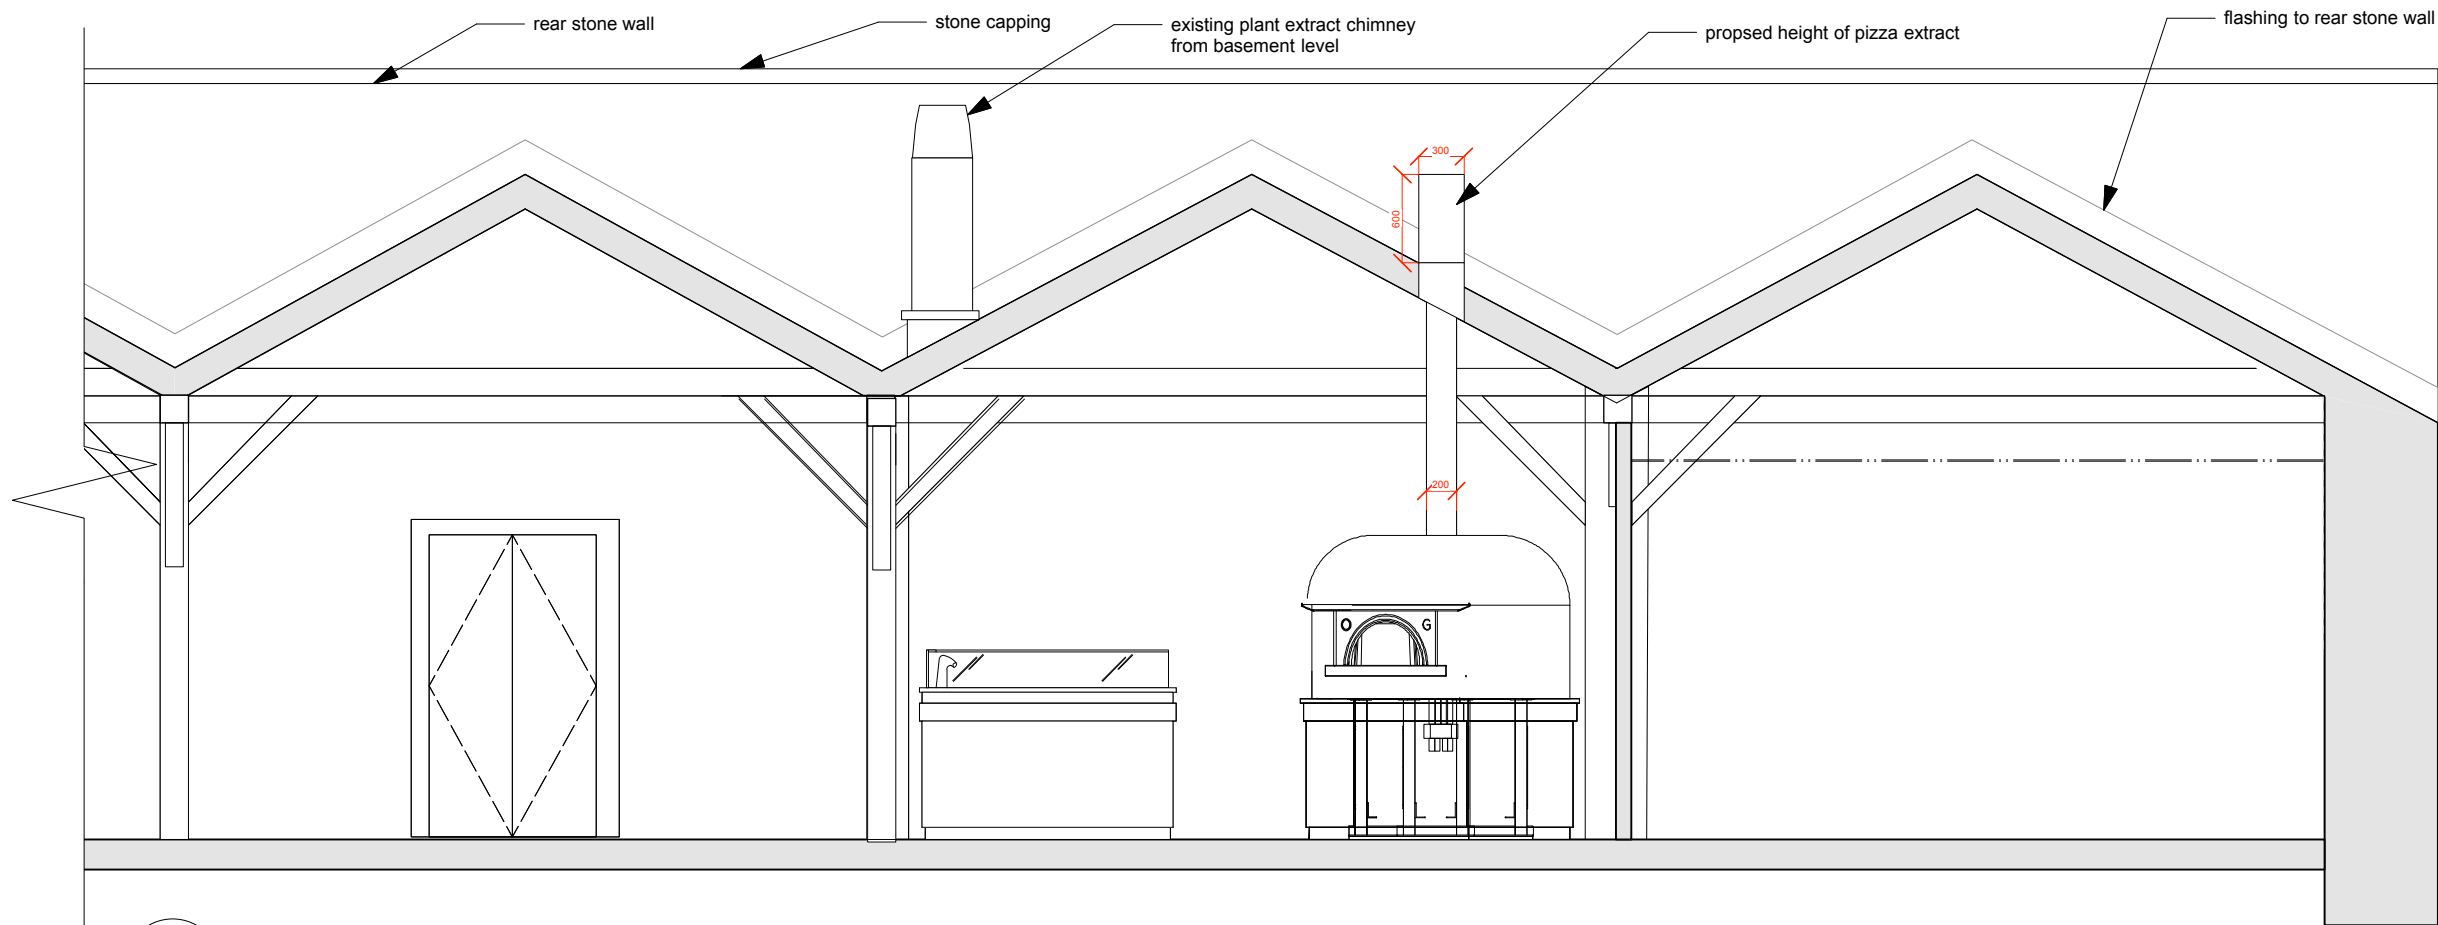 rear stone wall
stone capping
existing plant extract chimney
from basement level
propsed height of pizza extract
flashing to rear stone wall
300
600
200
O G